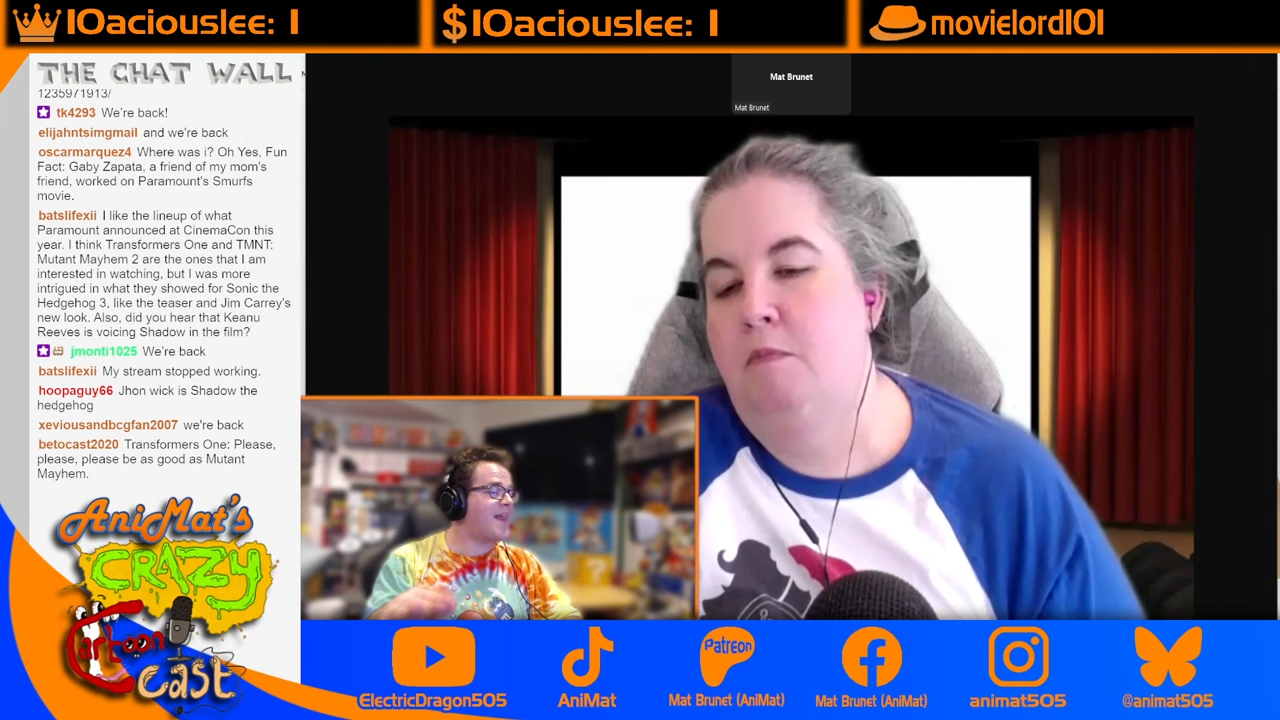 10aciouslee: 1
$10aciouslee: 1
movielord101
THE CHAT WALL
1235971913/
tk4293 We're back!
elijahntsimgmail and we're back
oscarmarquez4 Where was i? Oh Yes, Fun
Fact: Gaby Zapata, a friend of my mom's
friend, worked on Paramount's Smurfs
movie.
batslifexii I like the lineup of what
Paramount announced at CinemaCon this
year. I think Transformers One and TMNT:
Mutant Mayhem 2 are the ones that I am
interested in watching, but I was more
intrigued in what they showed for Sonic the
Hedgehog 3, like the teaser and Jim Carrey's
new look. Also, did you hear that Keanu
Reeves is voicing Shadow in the film?
jmonti1025 We're back
batslifexii My stream stopped working.
hoopaguy66 Jhon wick is Shadow the
hedgehog
xeviousandbcgfan2007 we're back
betocast2020 Transformers One: Please,
please, please be as good as Mutant
Mayhem.
AniMat's
CRAZY
Cartoon
Cast
Mat Brunet
Mat Brunet
Patreon
ElectricDragon505
AniMat
Mat Brunet (AniMat)
Mat Brunet (AniMat)
animat505
@animat505